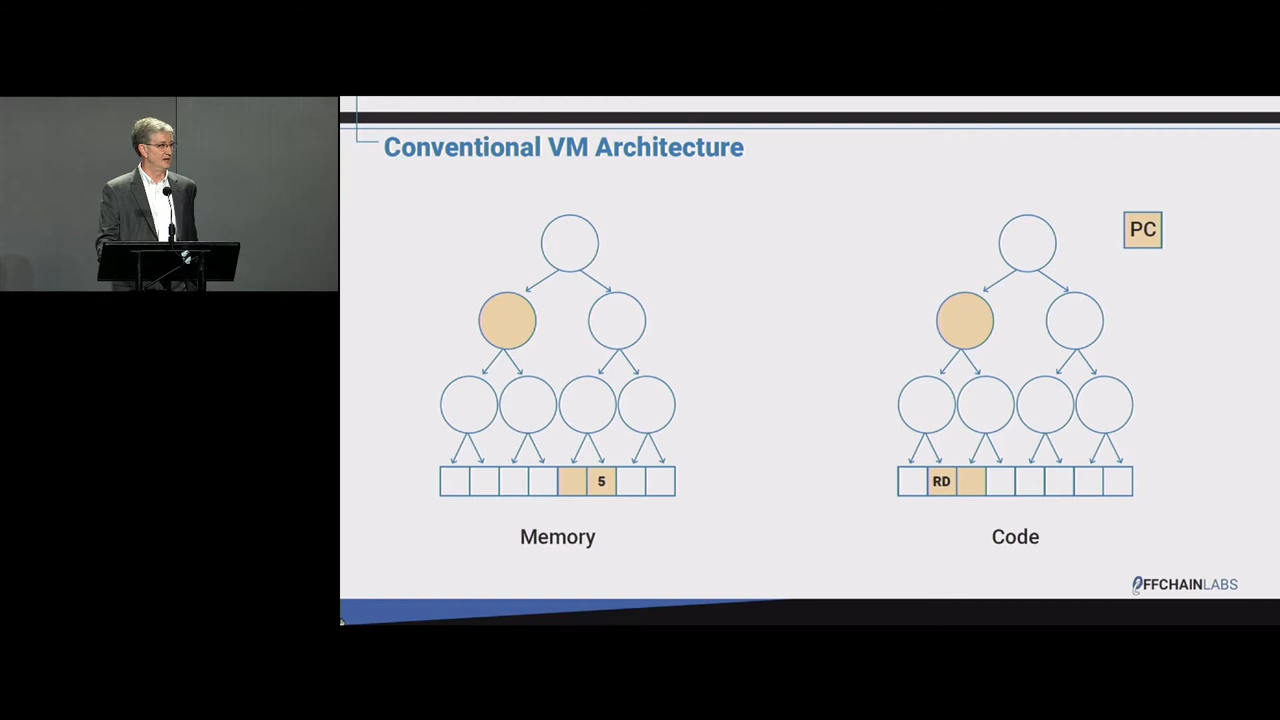 Conventional VM Architecture
PC
5
RD
Memory
Code
OFFCHAINLABS